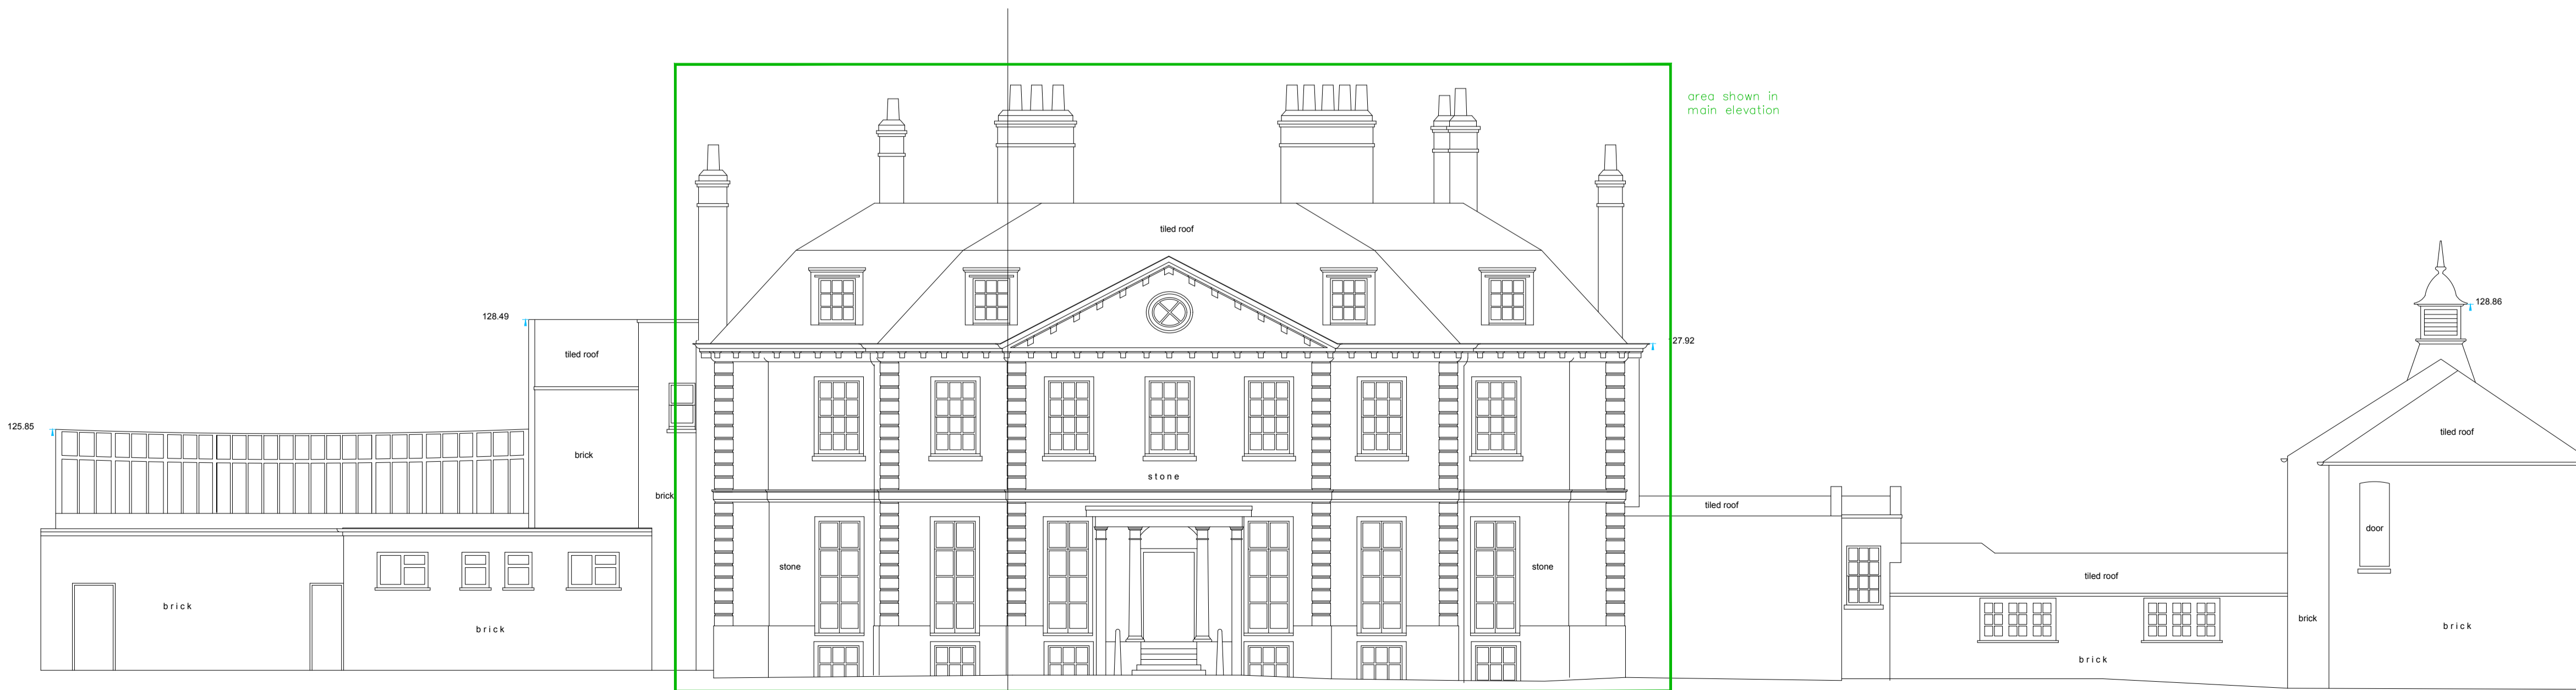 area shown in
main elevation
tiled roof
128.86
128.49
27.92
tiled roof
125.85
tiled roof
brick
stone
brick
tiled roof
door
stone
stone
tiled roof
brick
brick
brick
brick
brick